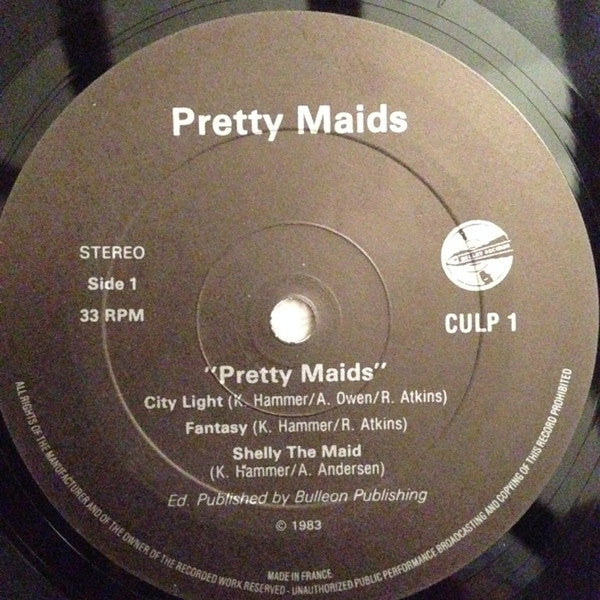 Pretty Maids
STEREO
Side 1
33 RPM
CULP 1
"Pretty Maids"
City Light (K. Hammer/A. Owen/R. Atkins)
Fantasy (K. Hammer/R. Atkins)
Shelly The Maid
(K. Hammer/A. Andersen)
Ed. Published by Bulleon Publishing
© 1983
MADE IN FRANCE
ALL RIGHTS OF THE MANUFACTURER AND OF THE OWNER OF THE RECORDED WORK RESERVED - UNAUTHORIZED PUBLIC PERFORMANCE BROADCASTING AND COPYING OF THIS RECORD PROHIBITED